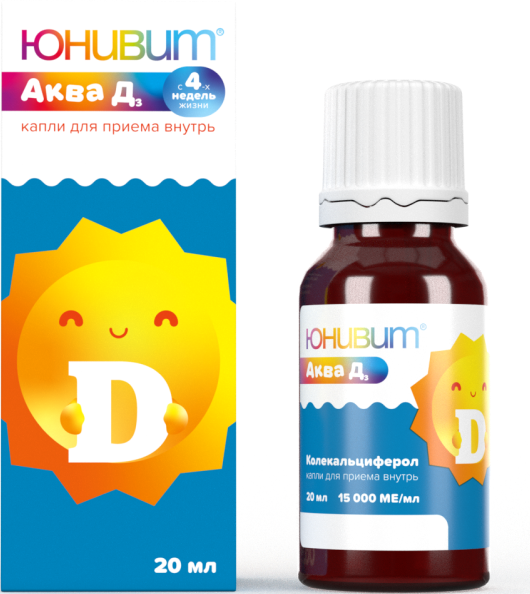 ЮНИВИТ®
Аква Д₃
с 4-х
недель
жизни
капли для приема внутрь
D
20 мл
ЮНИВИТ®
Аква Д₃
D
Колекальциферол
капли для приема внутрь
20 мл 15 000 МЕ/мл